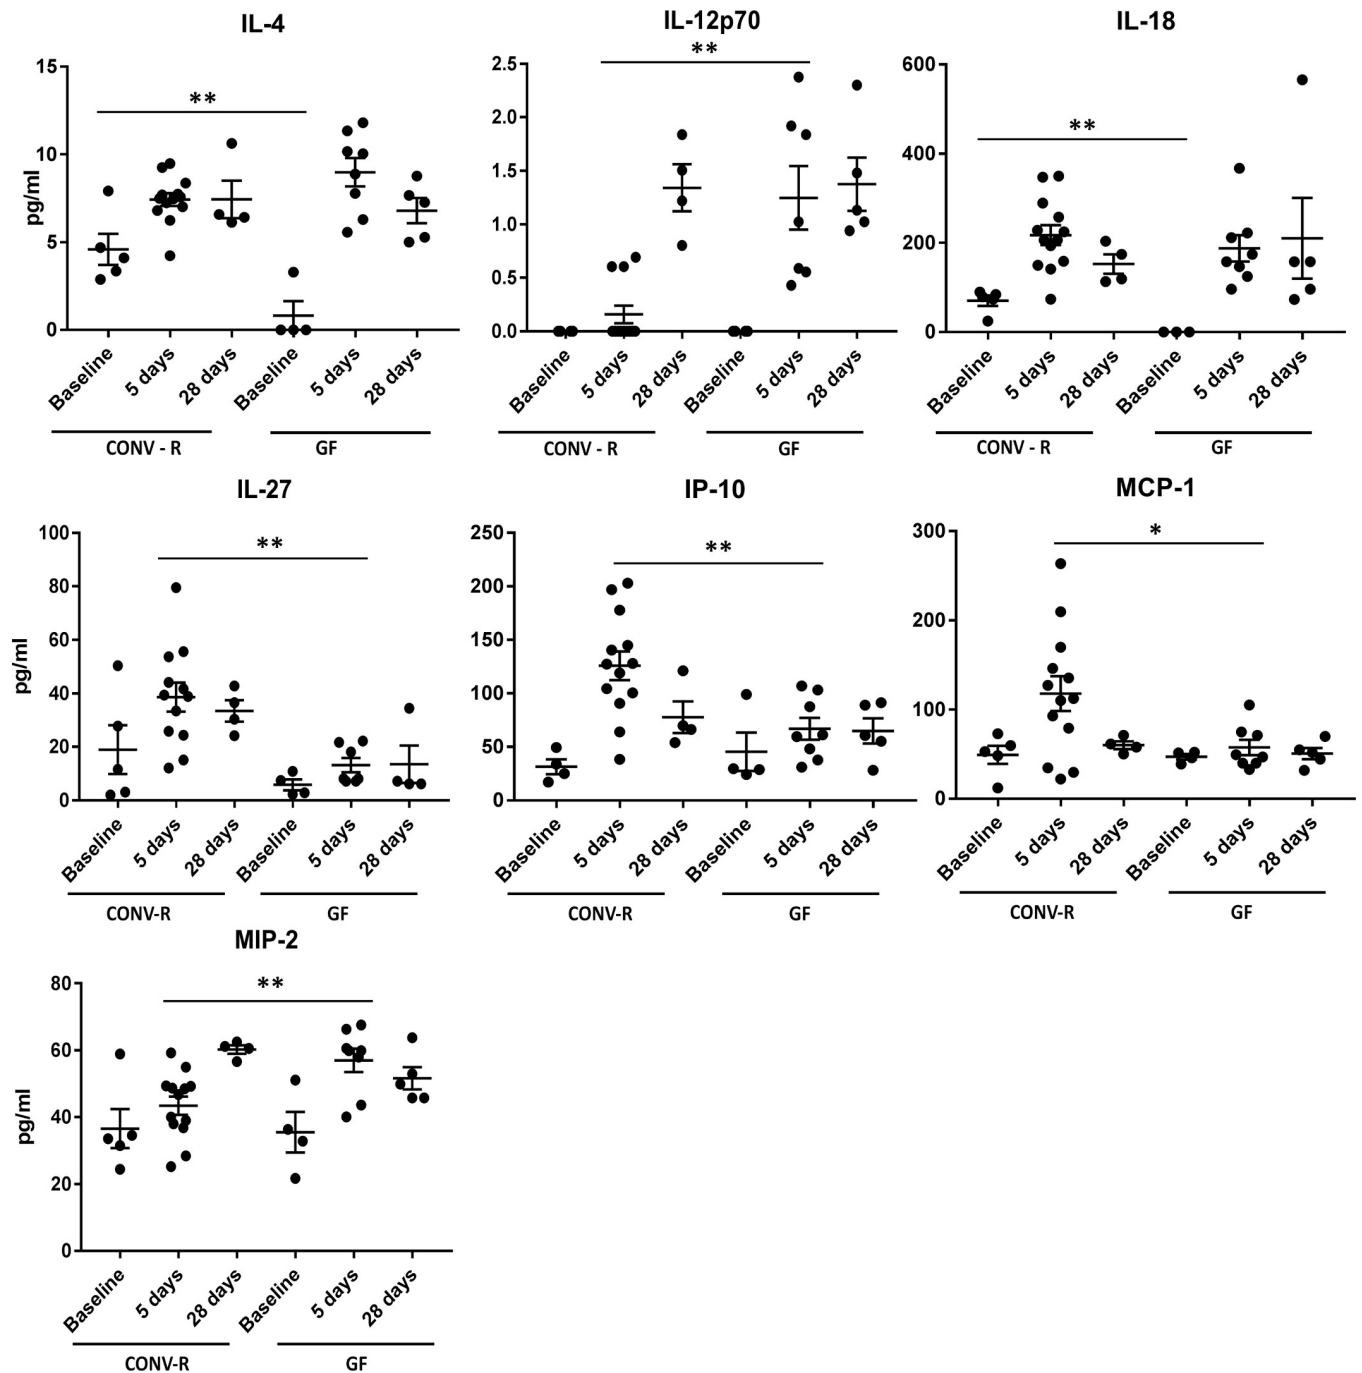 IL-4
IL-12p70
IL-18
pg/ml
15
10
5
0
**
Baseline
5 days
28 days
Baseline
5 days
28 days
CONV - R
GF
2.5
2.0
1.5
1.0
0.5
0.0
**
Baseline
5 days
28 days
Baseline
5 days
28 days
CONV - R
GF
600
400
200
0
**
Baseline
5 days
28 days
Baseline
5 days
28 days
CONV - R
GF
IL-27
IP-10
MCP-1
pg/ml
100
80
60
40
20
0
**
Baseline
5 days
28 days
Baseline
5 days
28 days
CONV-R
GF
250
200
150
100
50
0
**
Baseline
5 days
28 days
Baseline
5 days
28 days
CONV-R
GF
300
200
100
0
*
Baseline
5 days
28 days
Baseline
5 days
28 days
CONV-R
GF
MIP-2
pg/ml
80
60
40
20
0
**
Baseline
5 days
28 days
Baseline
5 days
28 days
CONV-R
GF